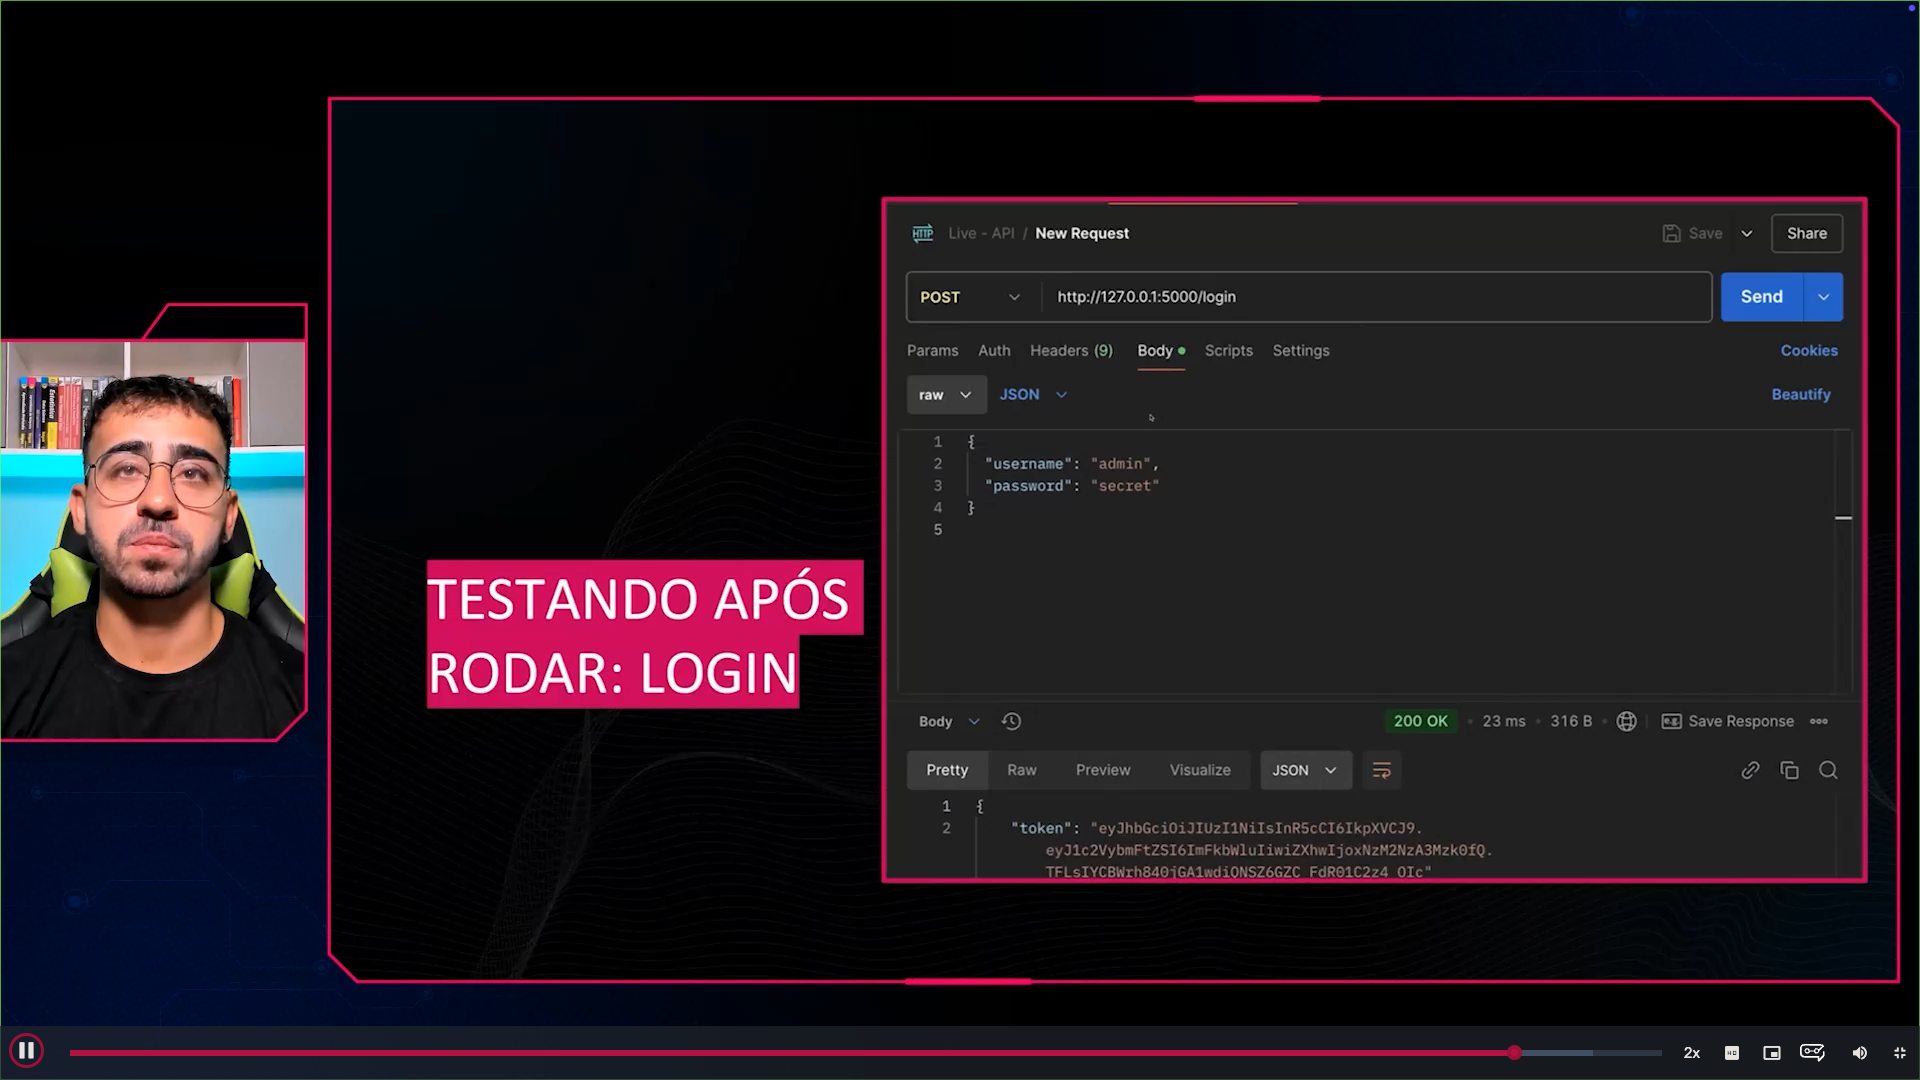 HTTP Live - API / New Request Save Share
POST http://127.0.0.1:5000/login Send
Params Auth Headers (9) Body Scripts Settings Cookies
raw JSON Beautify
1 {
2 "username": "admin",
3 "password": "secret"
4 }
5
TESTANDO APÓS
RODAR: LOGIN
Body 200 OK • 23 ms • 316 B • e.g. Save Response
Pretty Raw Preview Visualize JSON
1 {
2 "token": "eyJhbGciOiJIUzI1NiIsInR5cCI6IkpXVCJ9.
eyJ1c2VybmFtZSI6ImFkbWluIiwiZXhwIjoxNzM2NzA3Mzk0fQ.
TFLsIYCBWrh840jGA1wdiQNSZ6GZC_FdR01C2z4_OIc"
2x HD